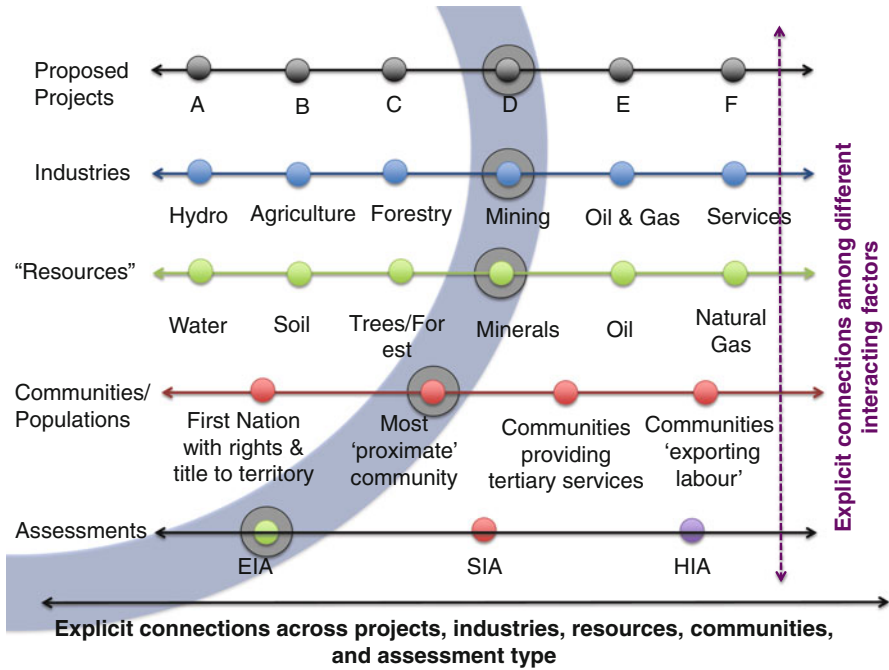 Proposed
Projects
A B C D E F
Industries
Hydro Agriculture Forestry Mining Oil & Gas Services
“Resources”
Water Soil Trees/For
est Minerals Oil Natural
Gas
Communities/
Populations
First Nation
with rights &
title to territory
Most
‘proximate’
community
Communities
providing
tertiary services
Communities
‘exporting
labour’
Assessments
EIA SIA HIA
Explicit connections among different
interacting factors
Explicit connections across projects, industries, resources, communities,
and assessment type